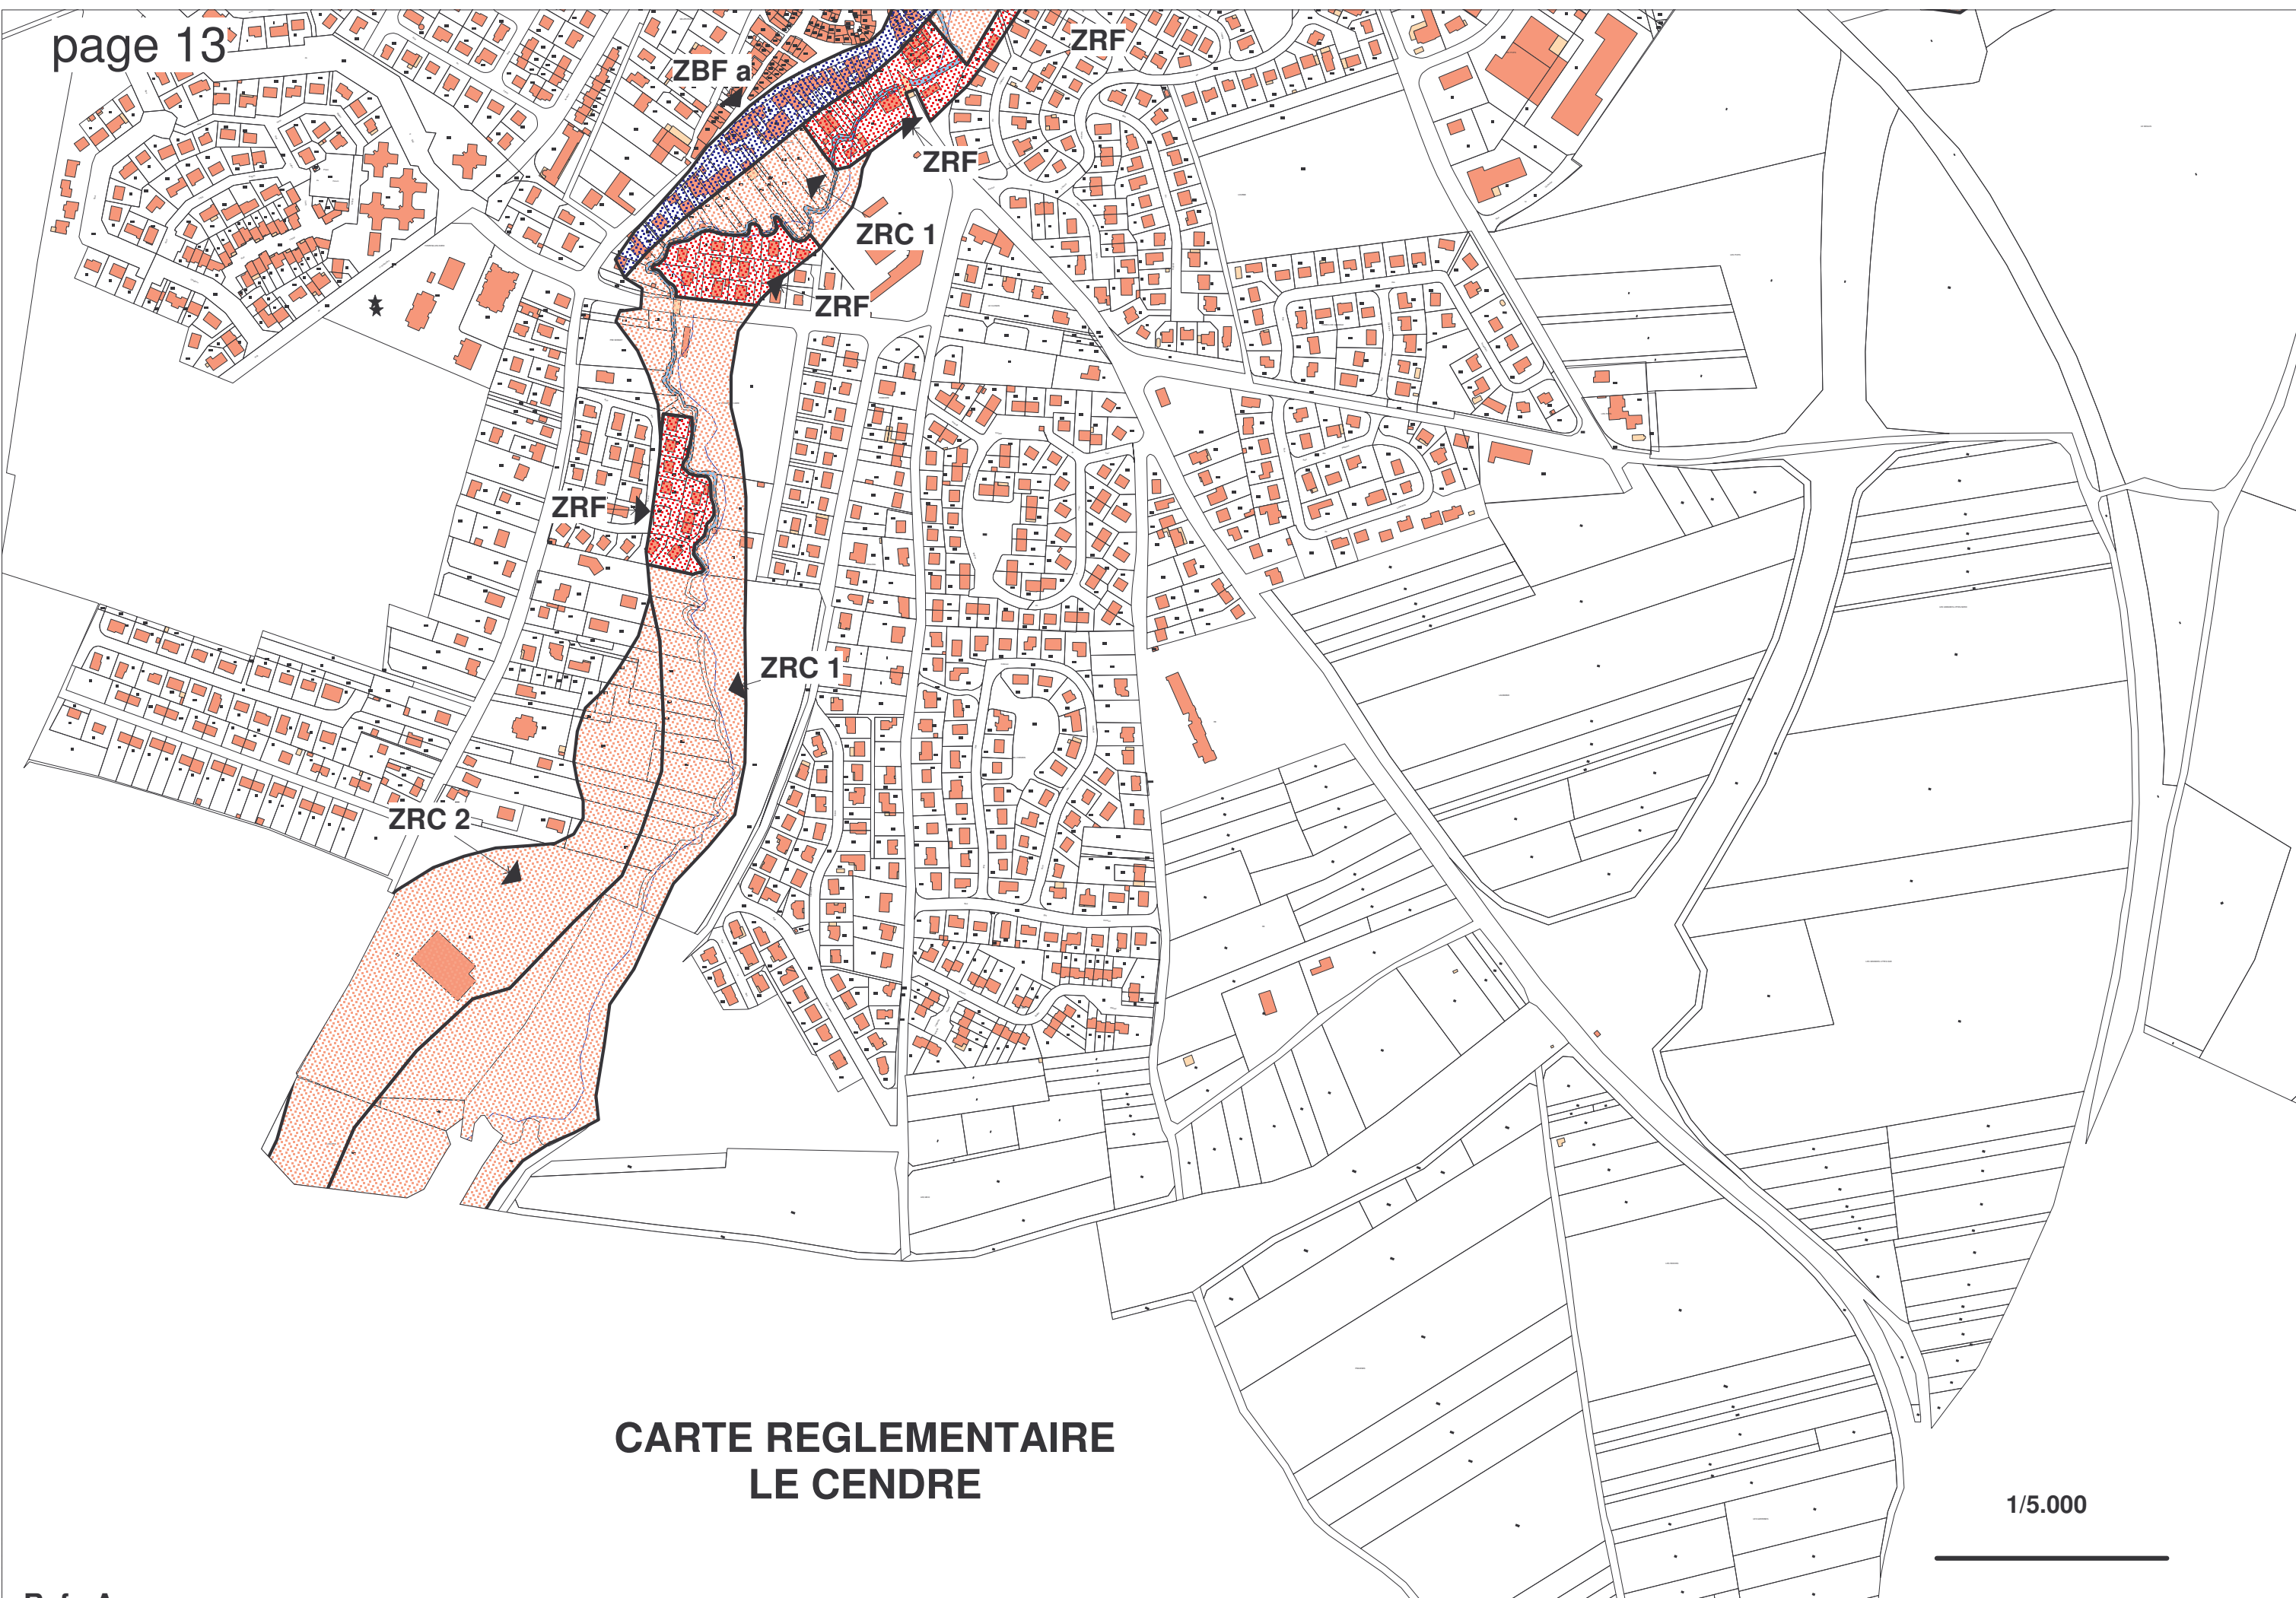 page 13
ZRF
ZBF a
ZRF
ZRC 1
ZRF
ZRF
ZRC 1
ZRC 2
CARTE REGLEMENTAIRE
LE CENDRE
1/5.000